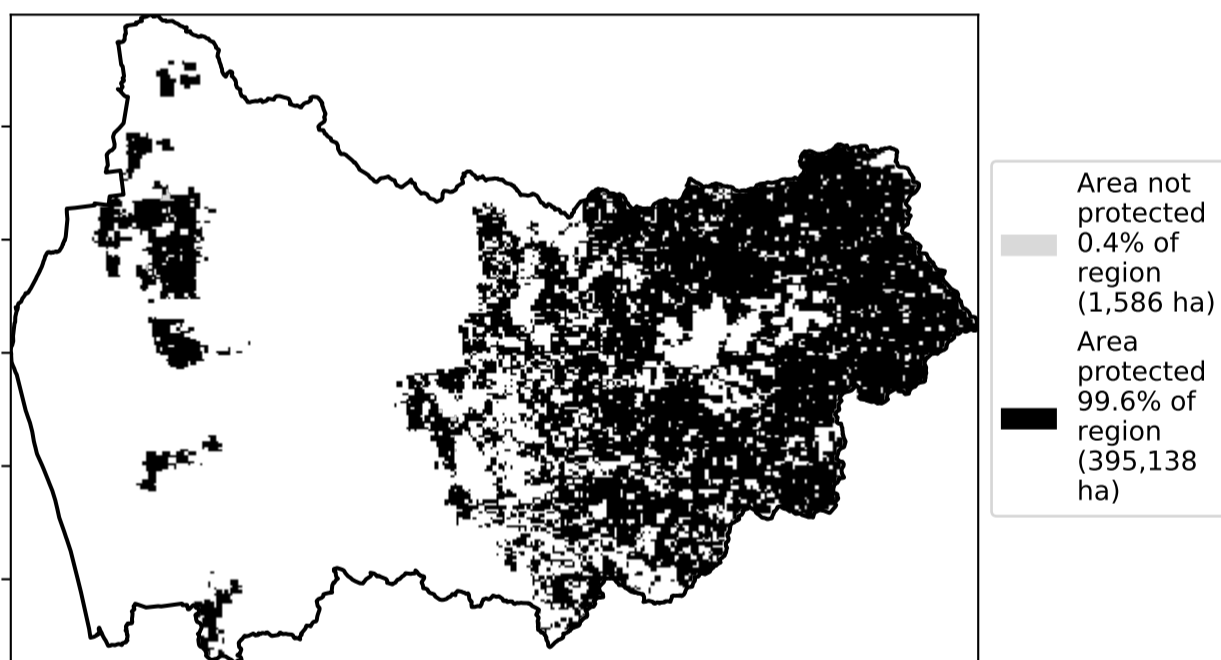 Area not
protected
0.4% of
region
(1,586 ha)
Area
protected
99.6% of
region
(395,138
ha)